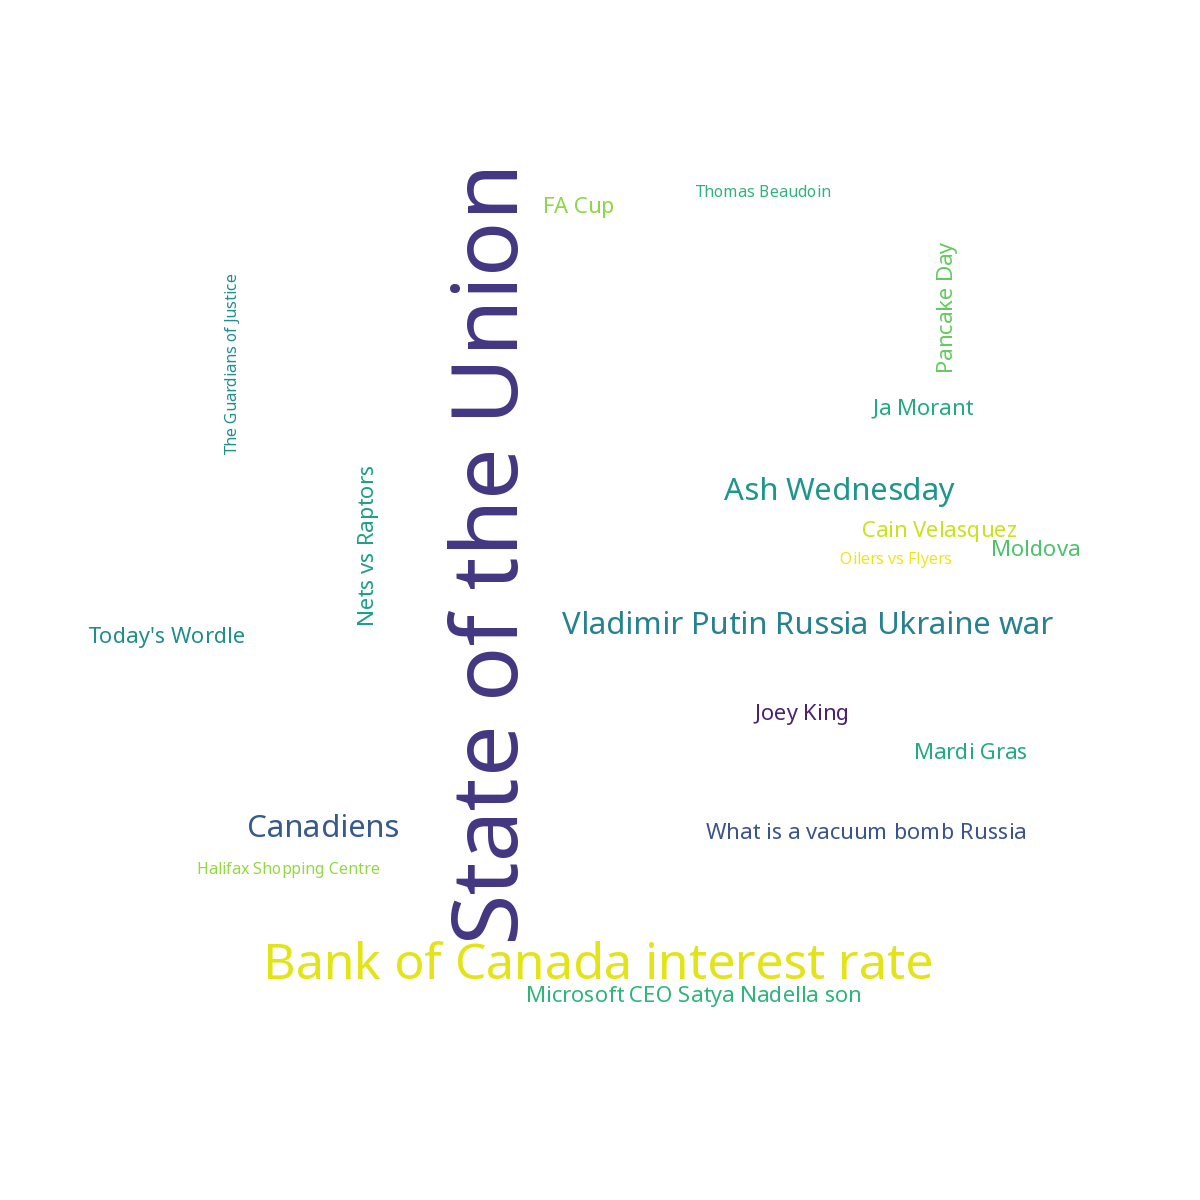 State of the Union
FA Cup
Thomas Beaudoin
Pancake Day
The Guardians of Justice
Ja Morant
Nets vs Raptors
Ash Wednesday
Cain Velasquez
Moldova
Oilers vs Flyers
Vladimir Putin Russia Ukraine war
Today's Wordle
Joey King
Mardi Gras
Canadiens
What is a vacuum bomb Russia
Halifax Shopping Centre
Bank of Canada interest rate
Microsoft CEO Satya Nadella son